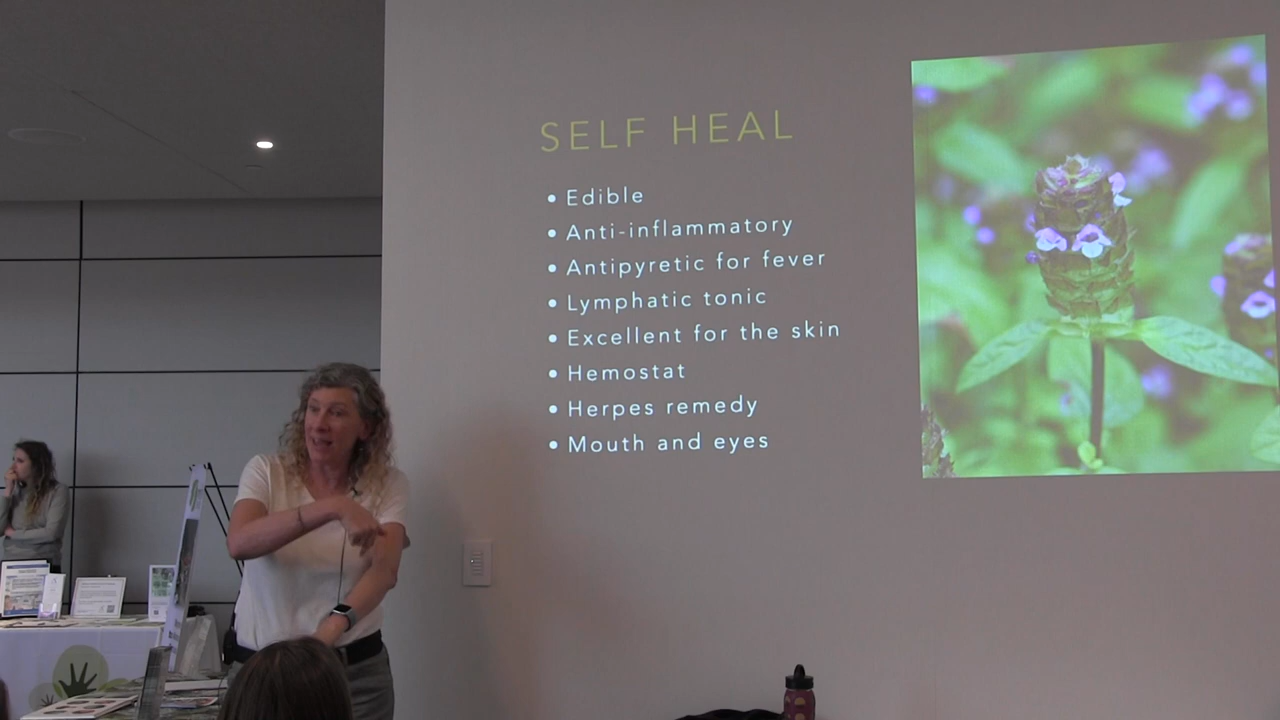 SELF HEAL
• Edible
• Anti-inflammatory
• Antipyretic for fever
• Lymphatic tonic
• Excellent for the skin
• Hemostat
• Herpes remedy
• Mouth and eyes